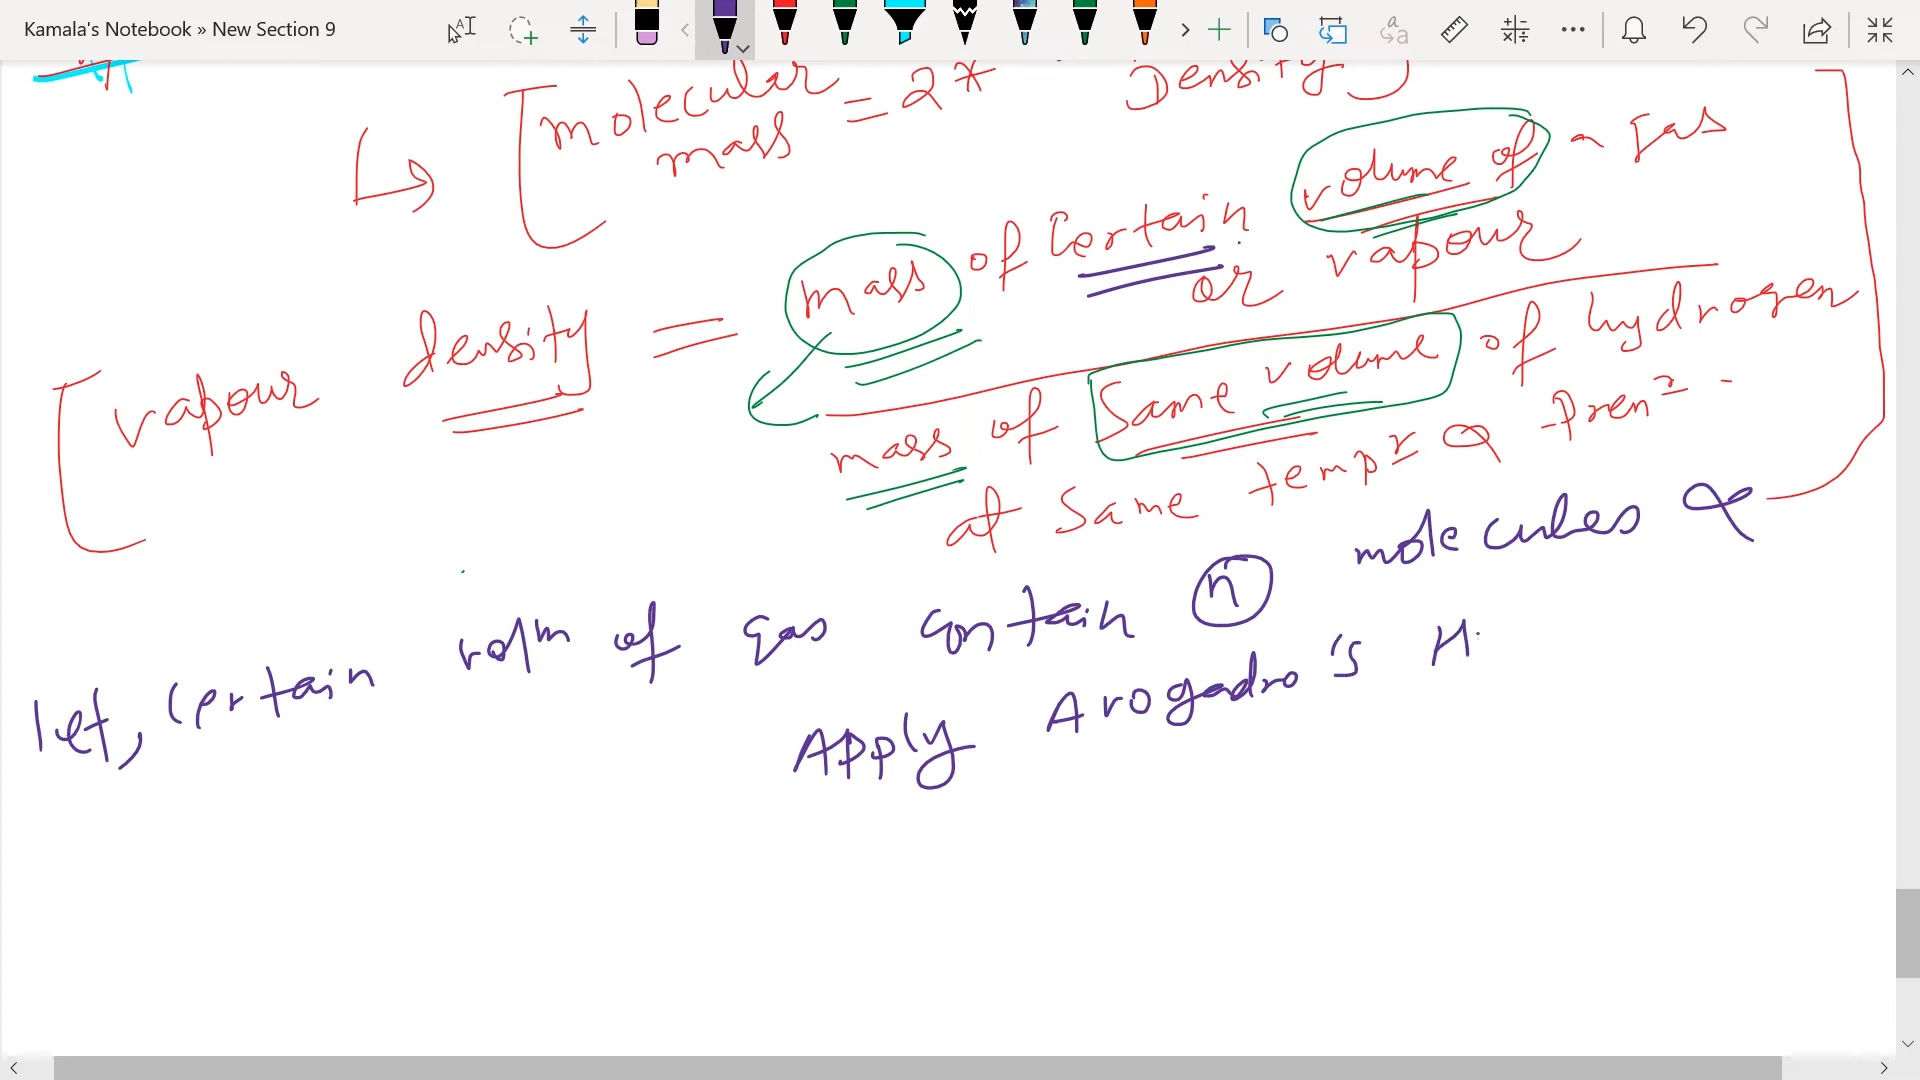 Kamala's Notebook » New Section 9
molecular mass = 2* Density
vapour density = mass of Certain volume of a gas or vapour
mass of Same volume of hydrogen
at Same tempr & Pren
let, Certain volm of gas contain n molecules &
Apply Avogadro's H